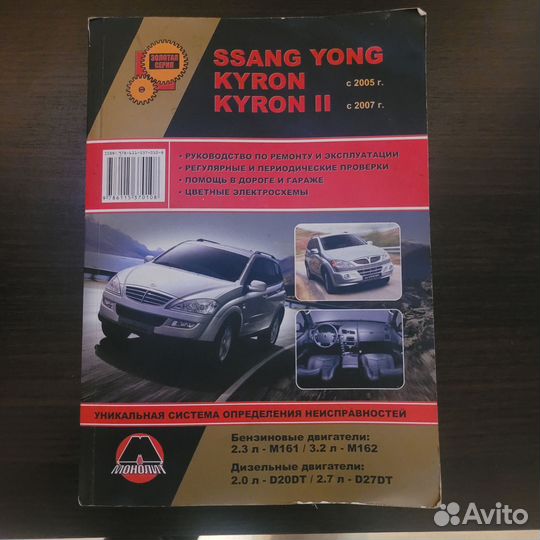 ЗОЛОТАЯ
СЕРИЯ
SSANG YONG
KYRON с 2005 г.
KYRON II с 2007 г.
• РУКОВОДСТВО ПО РЕМОНТУ И ЭКСПЛУАТАЦИИ
• РЕГУЛЯРНЫЕ И ПЕРИОДИЧЕСКИЕ ПРОВЕРКИ
• ПОМОЩЬ В ДОРОГЕ И ГАРАЖЕ
• ЦВЕТНЫЕ ЭЛЕКТРОСХЕМЫ
УНИКАЛЬНАЯ СИСТЕМА ОПРЕДЕЛЕНИЯ НЕИСПРАВНОСТЕЙ
МОНОЛИТ
Бензиновые двигатели:
2.3 л - M161 / 3.2 л - M162
Дизельные двигатели:
2.0 л - D20DT / 2.7 л - D27DT
Avito